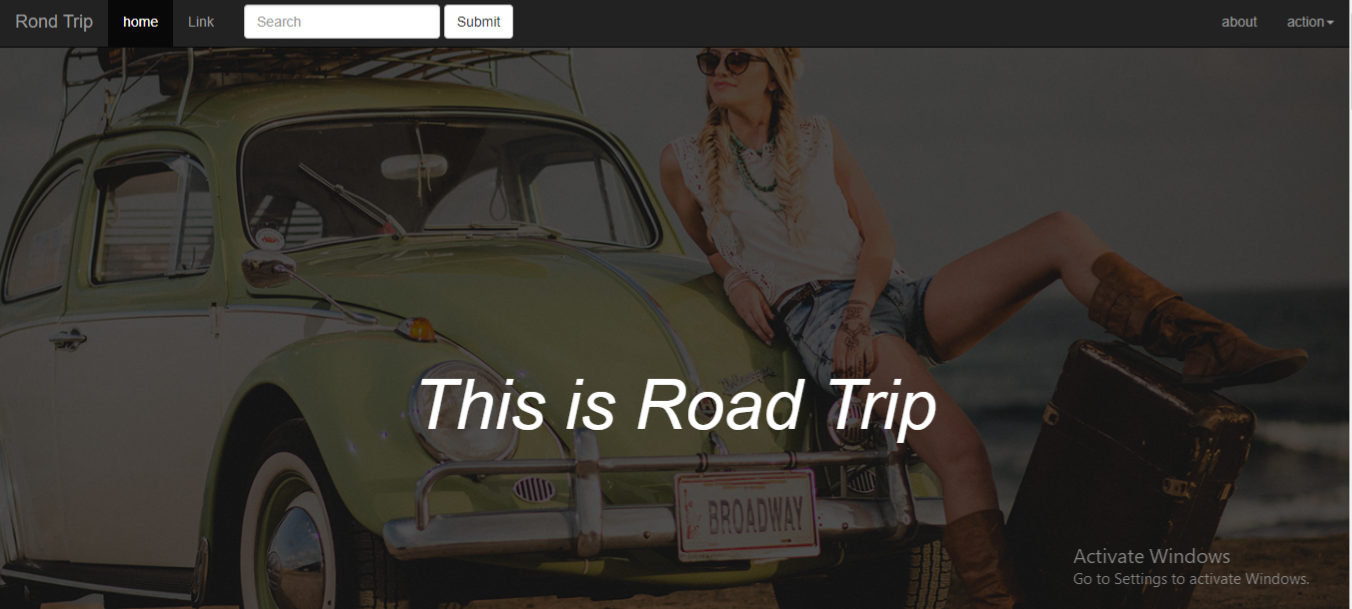 Rond Trip home Link Search Submit about action
This is Road Trip
BROADWAY
Activate Windows
Go to Settings to activate Windows.